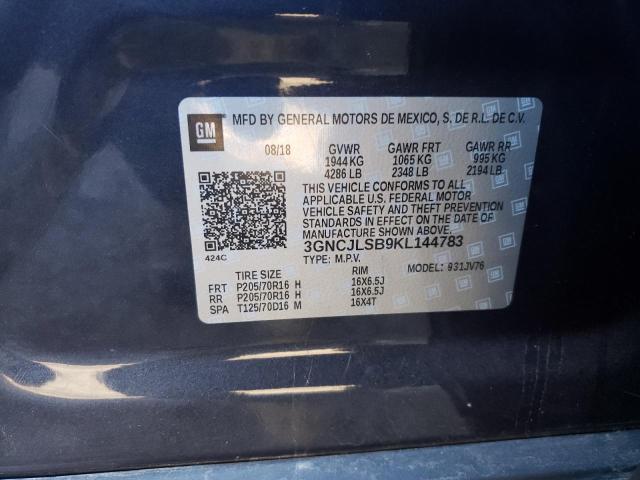 GM MFD BY GENERAL MOTORS DE MEXICO, S. DE R.L. DE C.V.
08/18 GVWR GAWR FRT GAWR RR
1944 KG 1065 KG 995 KG
4286 LB 2348 LB 2194 LB
THIS VEHICLE CONFORMS TO ALL
APPLICABLE U.S. FEDERAL MOTOR
VEHICLE SAFETY AND THEFT PREVENTION
STANDARDS IN EFFECT ON THE DATE OF
MANUFACTURE SHOWN ABOVE.
424C 3GNCJLSB9KL144783
TYPE: M.P.V. MODEL: 931JV76
TIRE SIZE RIM
FRT P205/70R16 H 16X6.5J
RR P205/70R16 H 16X6.5J
SPA T125/70D16 M 16X4T